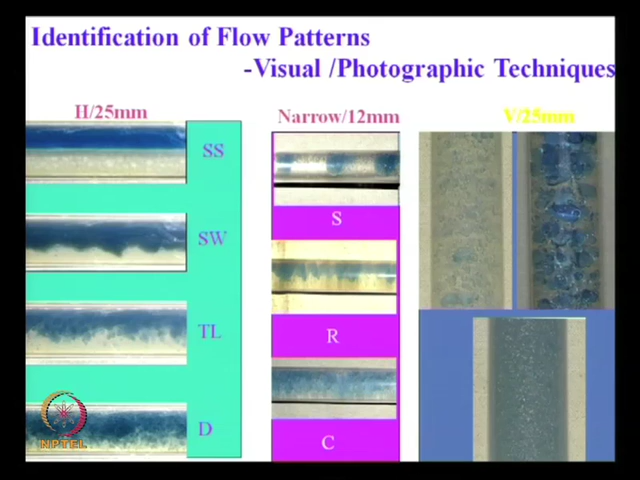 Identification of Flow Patterns
-Visual /Photographic Techniques
H/25mm
SS
SW
TL
D
Narrow/12mm
S
R
C
V/25mm
NPTEL